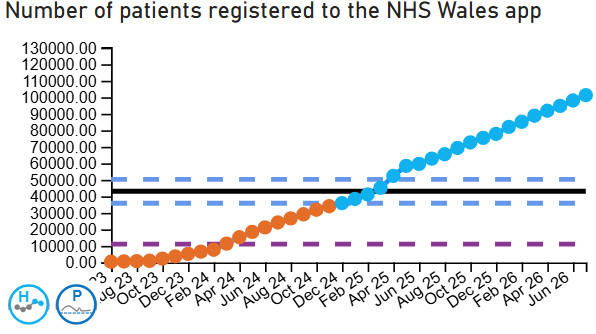 Number of patients registered to the NHS Wales app
130000.00
120000.00
110000.00
100000.00
90000.00
80000.00
70000.00
60000.00
50000.00
40000.00
30000.00
20000.00
10000.00
0.00
23
Aug 23
Oct 23
Dec 23
Feb 24
Apr 24
Jun 24
Aug 24
Oct 24
Dec 24
Feb 25
Apr 25
Jun 25
Aug 25
Oct 25
Dec 25
Feb 26
Apr 26
Jun 26
H
P